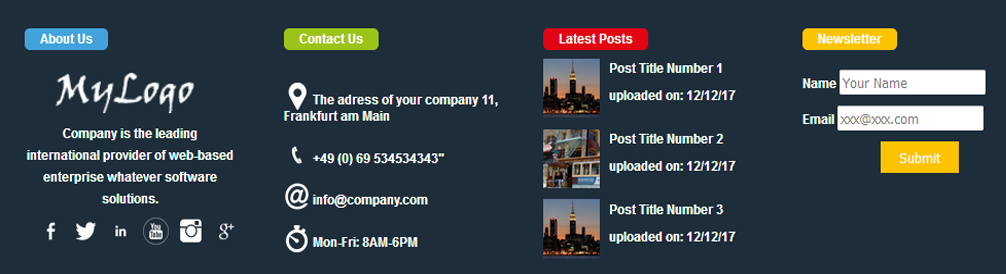 About Us
MyLogo
Company is the leading
international provider of web-based
enterprise whatever software
solutions.
f
in
You
Tube
g+
Contact Us
The adress of your company 11,
Frankfurt am Main
+49 (0) 69 534534343"
@
info@company.com
Mon-Fri: 8AM-6PM
Latest Posts
Post Title Number 1
uploaded on: 12/12/17
Post Title Number 2
uploaded on: 12/12/17
Post Title Number 3
uploaded on: 12/12/17
Newsletter
Name Your Name
Email xxx@xxx.com
Submit